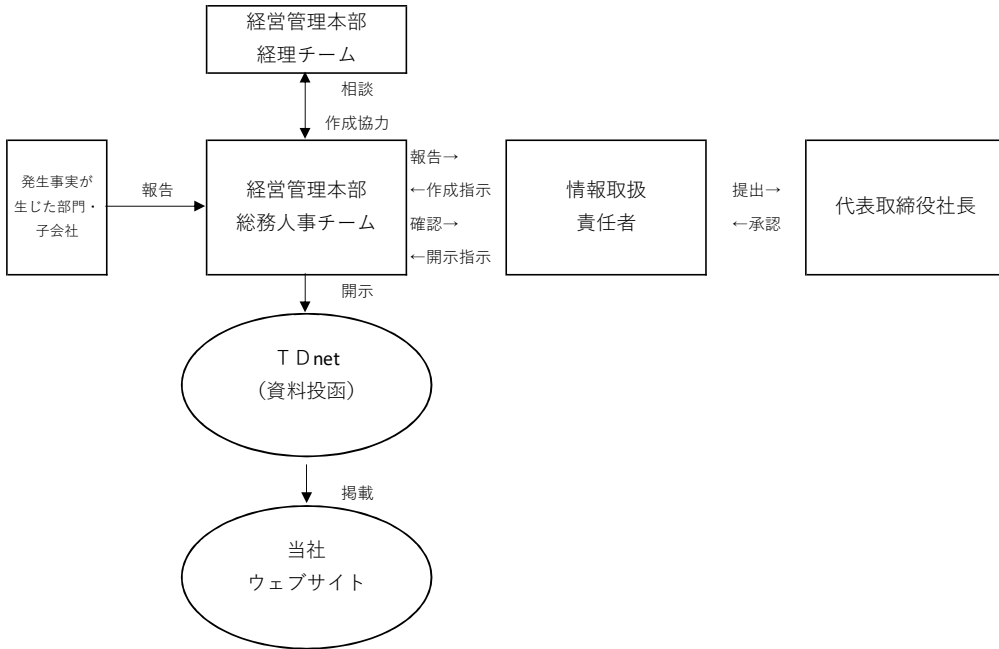 経営管理本部
経理チーム
相談
作成協力
発生事実が
生じた部門・
子会社
報告
経営管理本部
総務人事チーム
報告→
←作成指示
確認→
←開示指示
情報取扱
責任者
提出→
←承認
代表取締役社長
開示
ＴＤnet
（資料投函）
掲載
当社
ウェブサイト